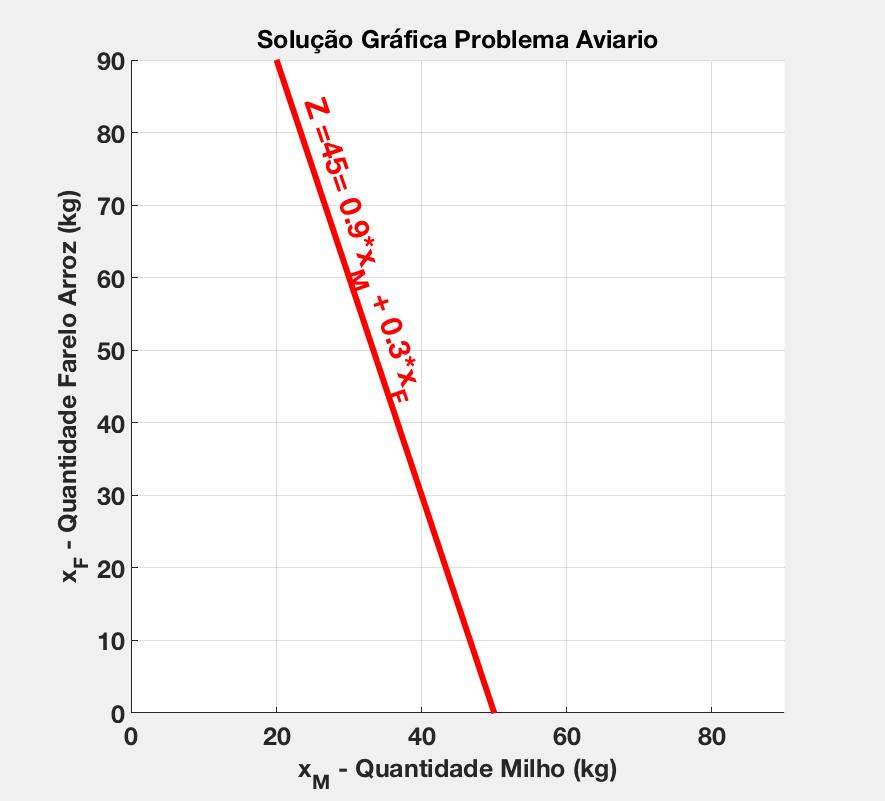 Solução Gráfica Problema Aviario
90
80
70
60
50
40
30
20
10
0
x_F - Quantidade Farelo Arroz (kg)
Z =45= 0.9*x_M + 0.3*x_F
0 20 40 60 80
x_M - Quantidade Milho (kg)